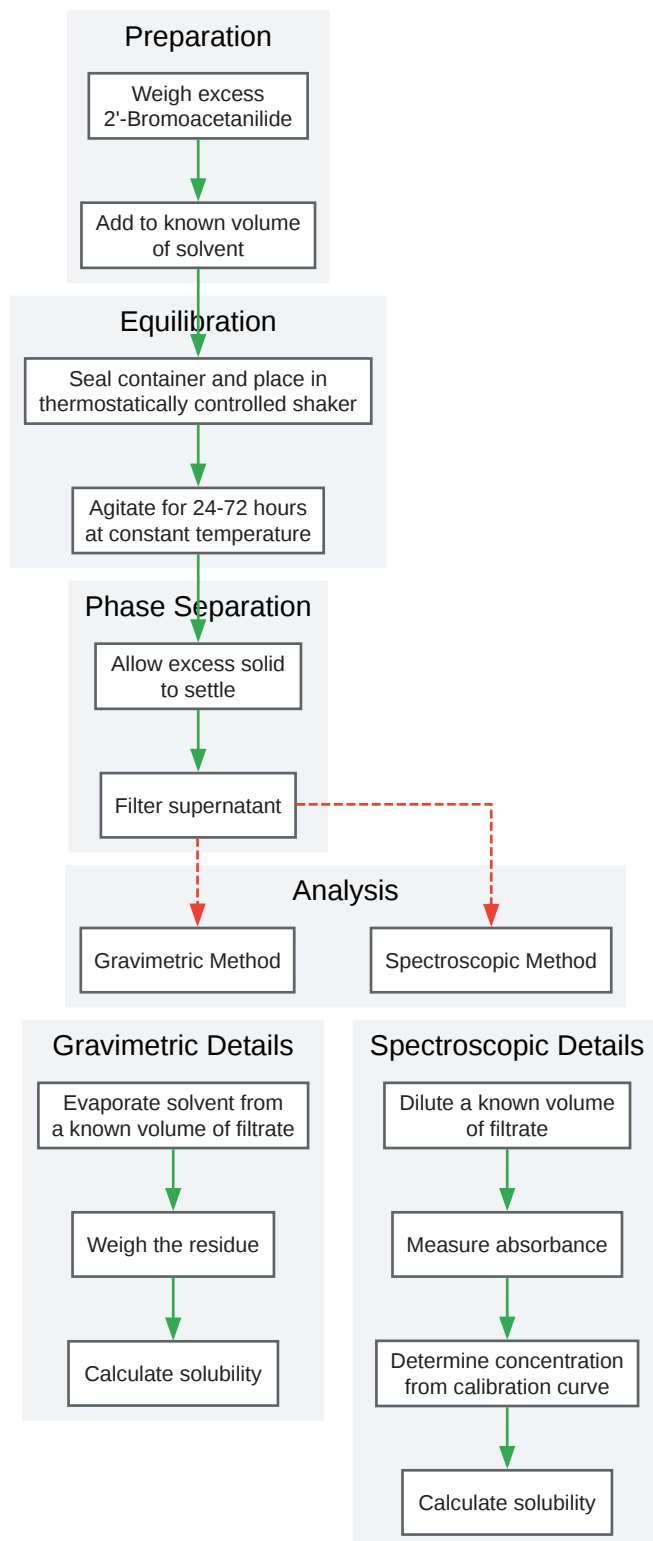 Preparation
Weigh excess
2'-Bromoacetanilide
Add to known volume
of solvent
Equilibration
Seal container and place in
thermostatically controlled shaker
Agitate for 24-72 hours
at constant temperature
Phase Separation
Allow excess solid
to settle
Filter supernatant
Analysis
Gravimetric Method
Spectroscopic Method
Gravimetric Details
Evaporate solvent from
a known volume of filtrate
Weigh the residue
Calculate solubility
Spectroscopic Details
Dilute a known volume
of filtrate
Measure absorbance
Determine concentration
from calibration curve
Calculate solubility